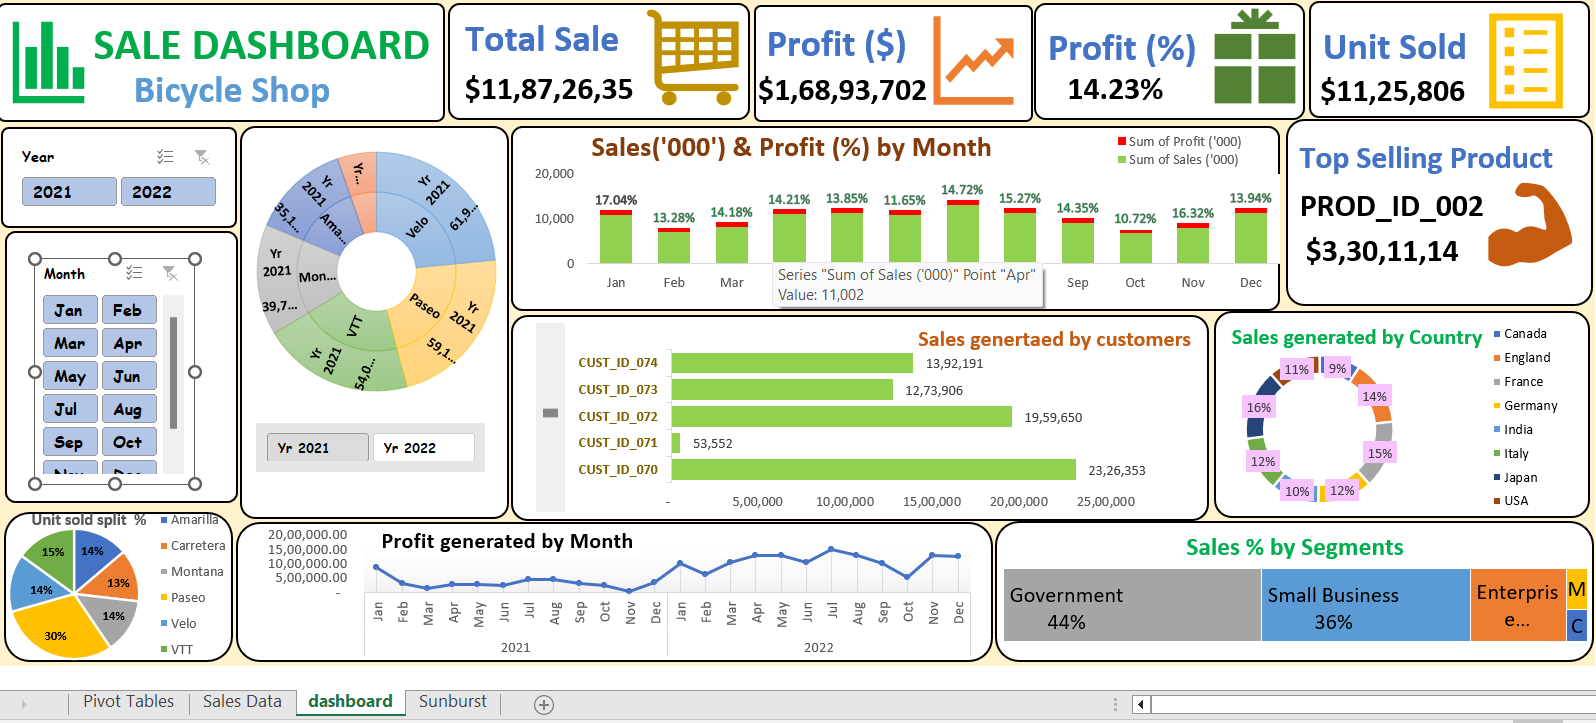 SALE DASHBOARD
Bicycle Shop
Total Sale
$11,87,26,35
Profit ($)
$1,68,93,702
Profit (%)
14.23%
Unit Sold
$11,25,806
Year
2021 2022
Month
Jan Feb
Mar Apr
May Jun
Jul Aug
Sep Oct
Nov Dec
Yr 2021
Velo
61,9...
Yr 2021
Paseo
59,1...
Yr 2021
VTT
54,0...
Yr 2021
Mon...
39,7...
Yr 2021
Ama...
35,1...
Yr...
Yr 2021 Yr 2022
Sales('000') & Profit (%) by Month
Sum of Profit ('000)
Sum of Sales ('000)
20,000
10,000
0
17.04% 13.28% 14.18% 14.21% 13.85% 11.65% 14.72% 15.27% 14.35% 10.72% 16.32% 13.94%
Jan Feb Mar Sep Oct Nov Dec
Series "Sum of Sales ('000)" Point "Apr"
Value: 11,002
Top Selling Product
PROD_ID_002
$3,30,11,14
Sales genertaed by customers
CUST_ID_074 13,92,191
CUST_ID_073 12,73,906
CUST_ID_072 19,59,650
CUST_ID_071 53,552
CUST_ID_070 23,26,353
- 5,00,000 10,00,000 15,00,000 20,00,000 25,00,000
Sales generated by Country
11% 9%
16% 14%
12% 15%
10% 12%
Canada
England
France
Germany
India
Italy
Japan
USA
Unit sold split %
15% 14%
14% 13%
30% 14%
Amarilla
Carretera
Montana
Paseo
Velo
VTT
Profit generated by Month
20,00,000.00
15,00,000.00
10,00,000.00
5,00,000.00
-
Jan Feb Mar Apr May Jun Jul Aug Sep Oct Nov Dec Jan Feb Mar Apr May Jun Jul Aug Sep Oct Nov Dec
2021 2022
Sales % by Segments
Government
44%
Small Business
36%
Enterpris
e...
M
C
Pivot Tables Sales Data dashboard Sunburst